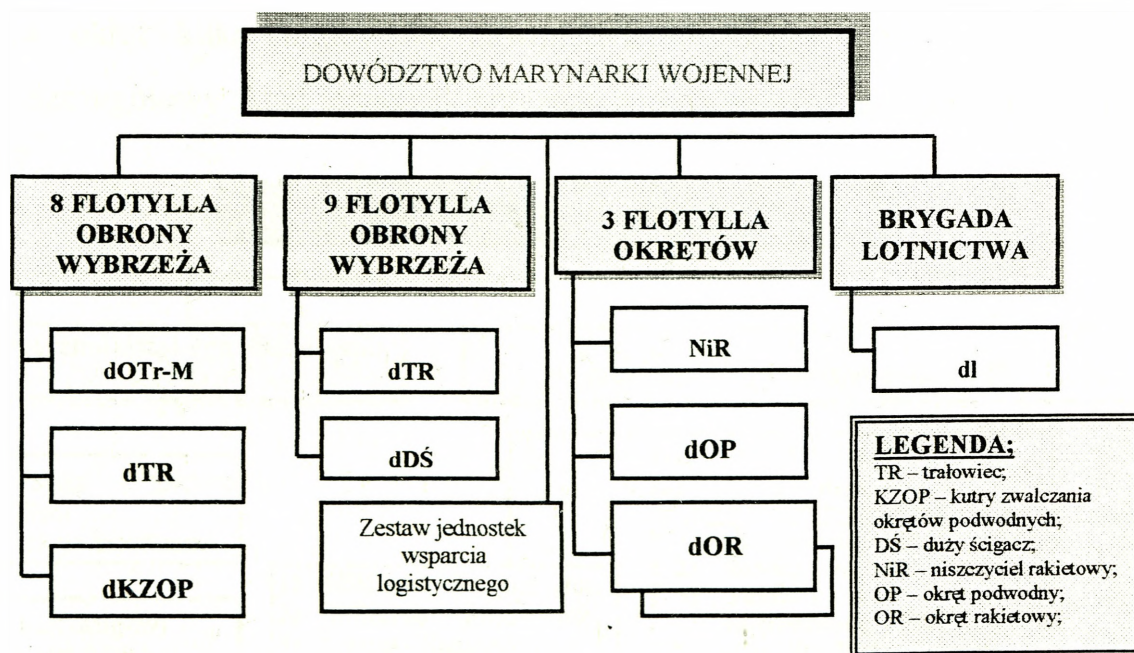 DOWÓDZTWO MARYNARKI WOJENNEJ
8 FLOTYLLA
OBRONY
WYBRZEŻA
9 FLOTYLLA
OBRONY
WYBRZEŻA
3 FLOTYLLA
OKRETÓW
BRYGADA
LOTNICTWA
dOTr-M
dTR
dKZOP
dTR
dDŚ
Zestaw jednostek
wsparcia
logistycznego
NiR
dOP
dOR
dl
LEGENDA;
TR – trałowiec;
KZOP – kutry zwalczania
okrętów podwodnych;
DŚ – duży ścigacz;
NiR – niszczyciel rakietowy;
OP – okręt podwodny;
OR – okręt rakietowy;